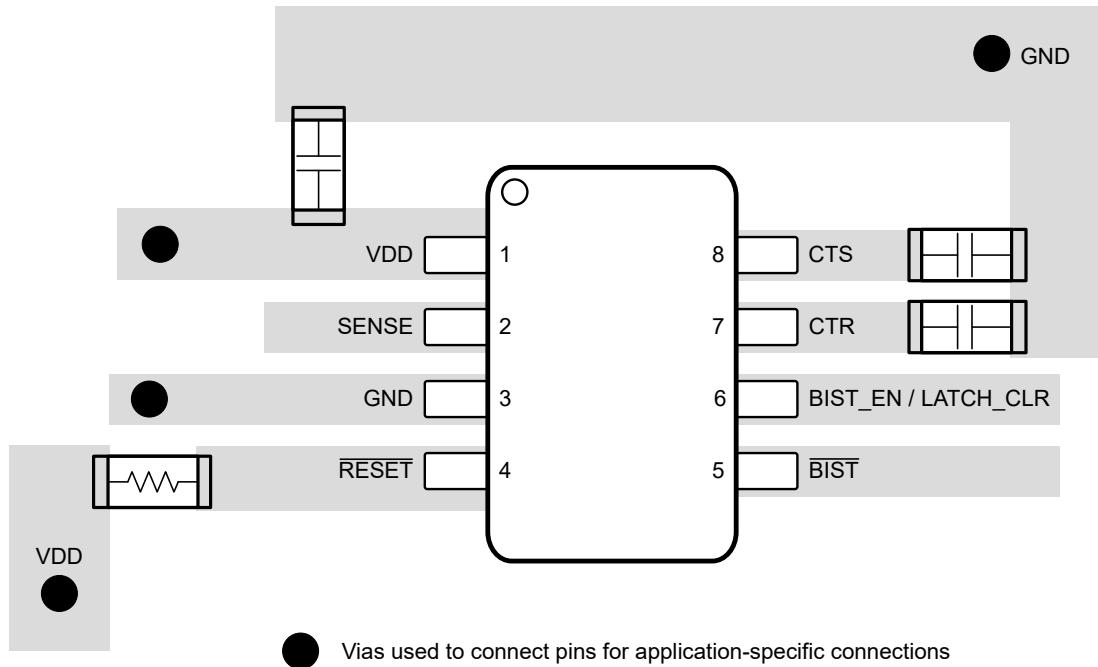 GND
VDD 1 8 CTS
SENSE 2 7 CTR
GND 3 6 BIST_EN / LATCH_CLR
RESET 4 5 BIST
VDD
Vias used to connect pins for application-specific connections